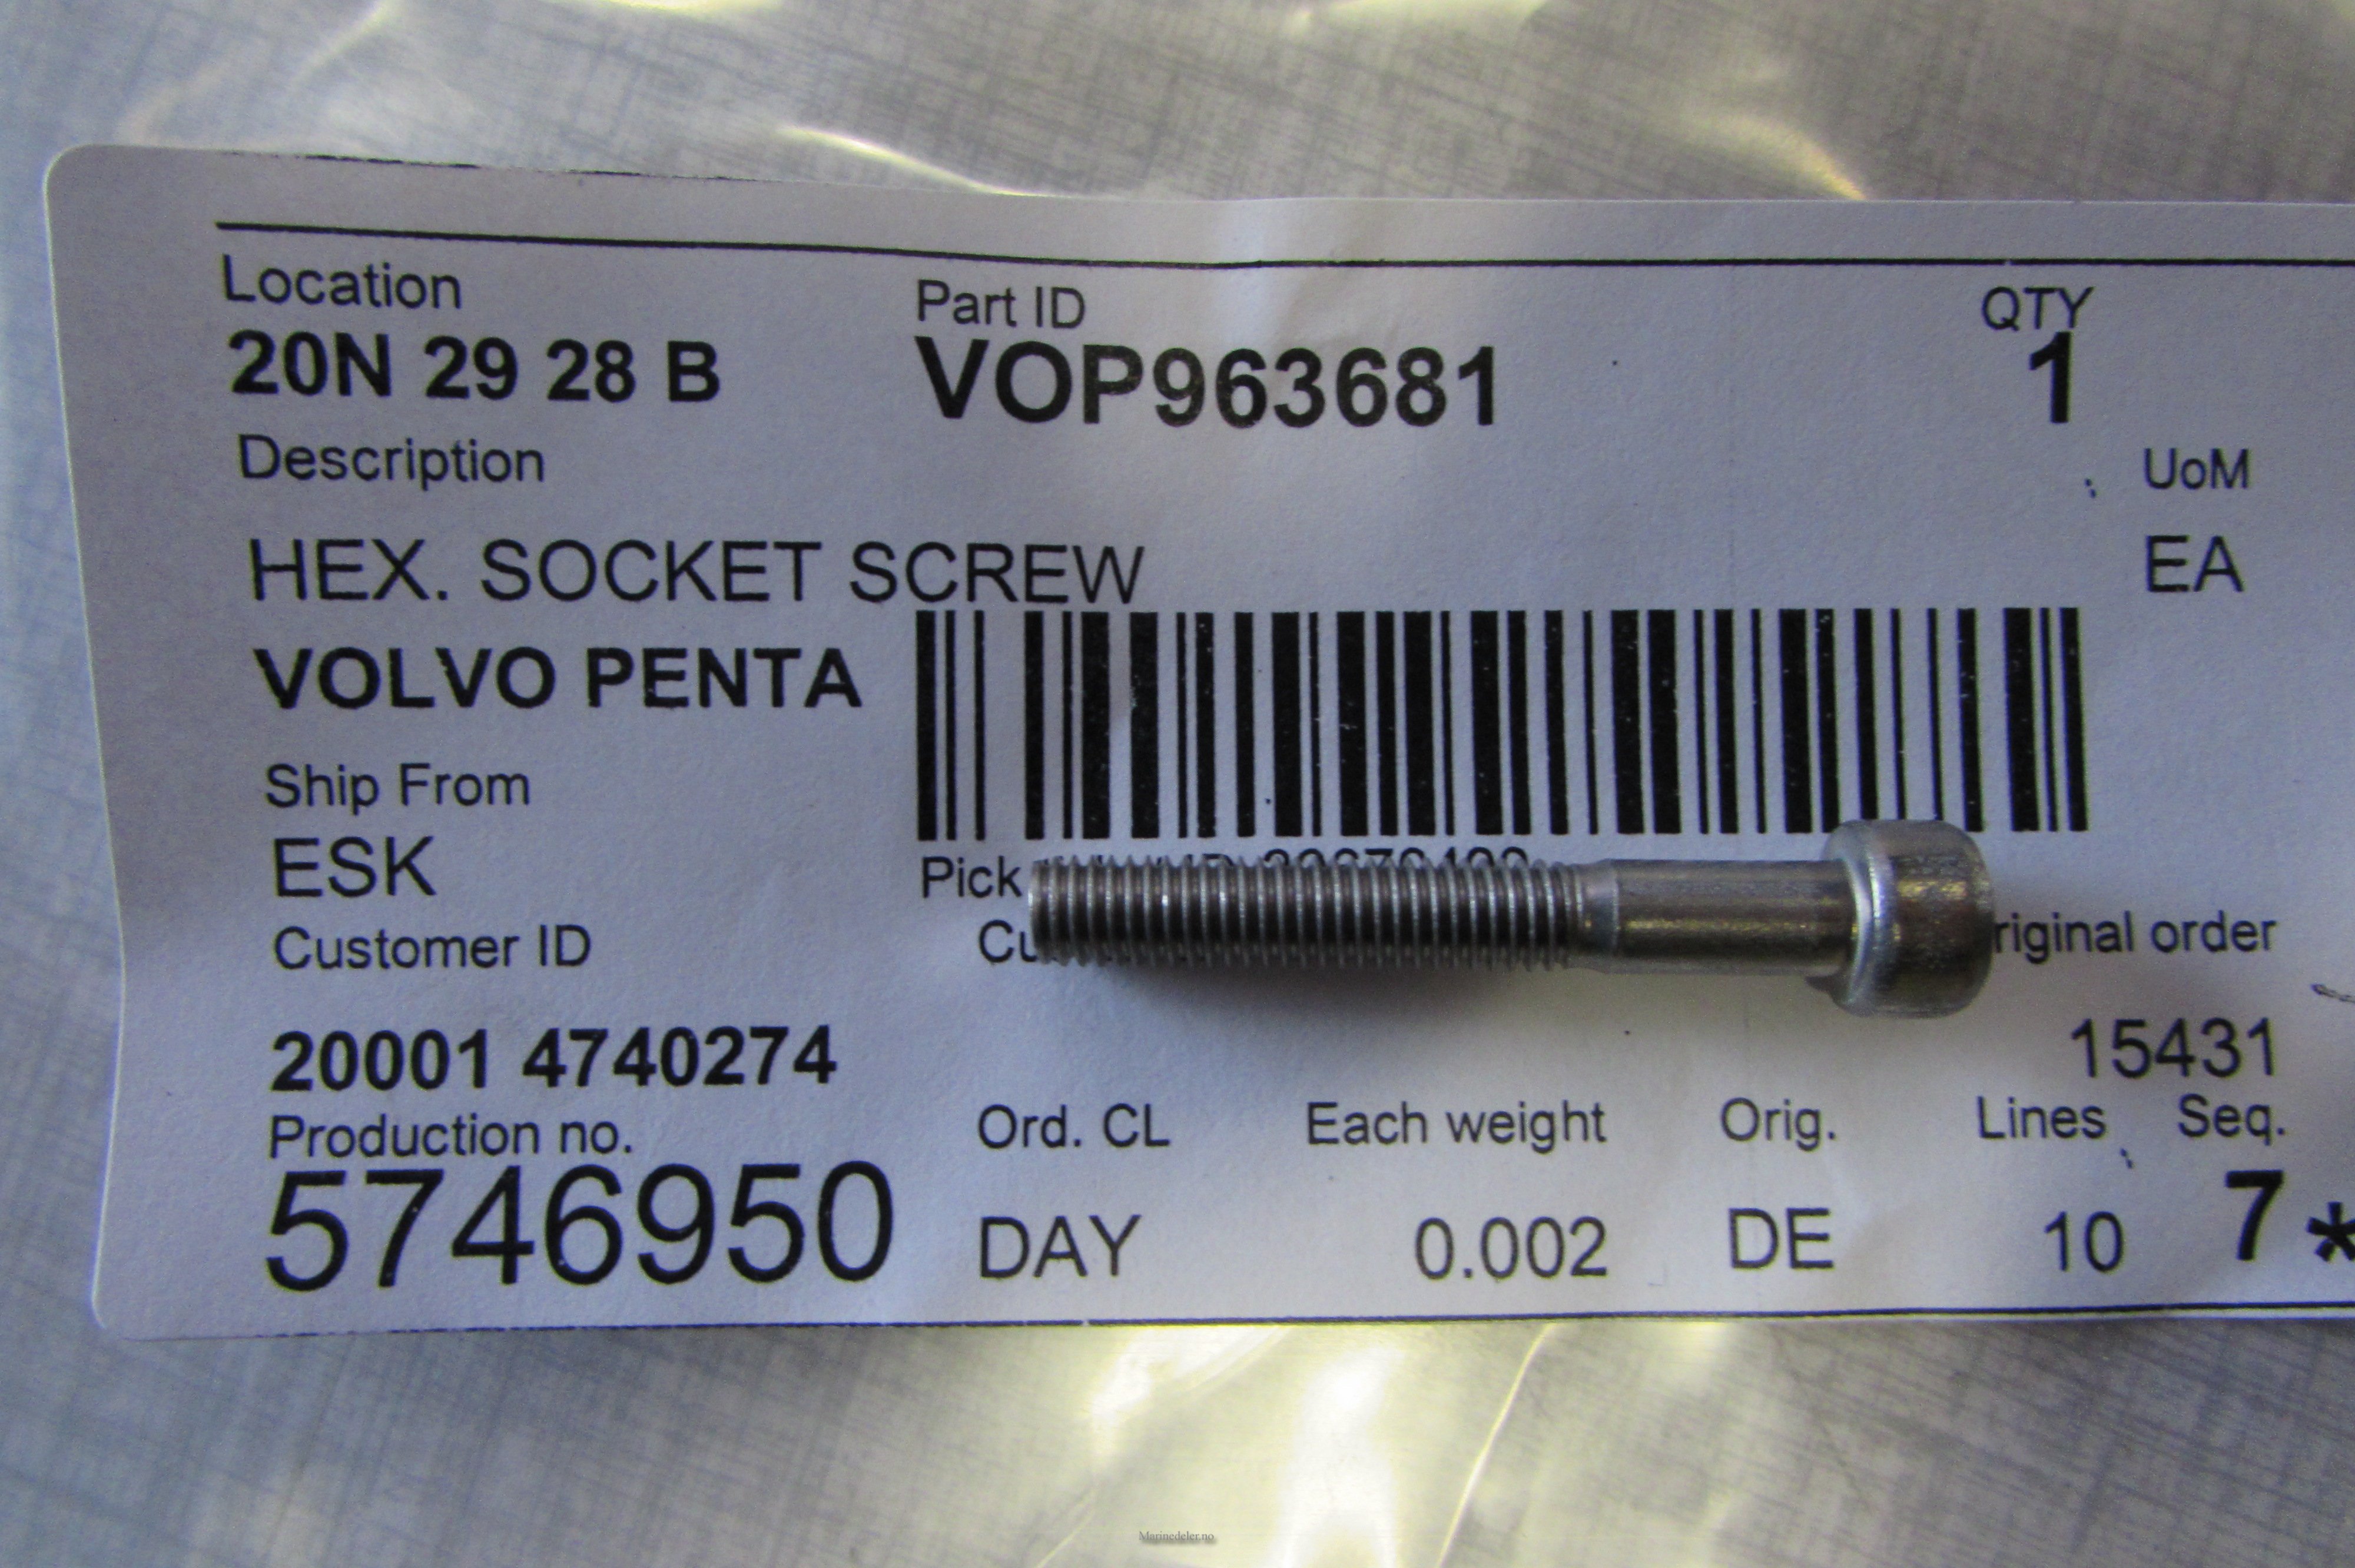 Location Part ID QTY
20N 29 28 B VOP963681 1
Description UoM
HEX. SOCKET SCREW EA
VOLVO PENTA
Ship From
ESK Pick
Customer ID riginal order
20001 4740274 15431
Production no. Ord. CL Each weight Orig. Lines Seq.
5746950 DAY 0.002 DE 10 7*
Marinedeler.no